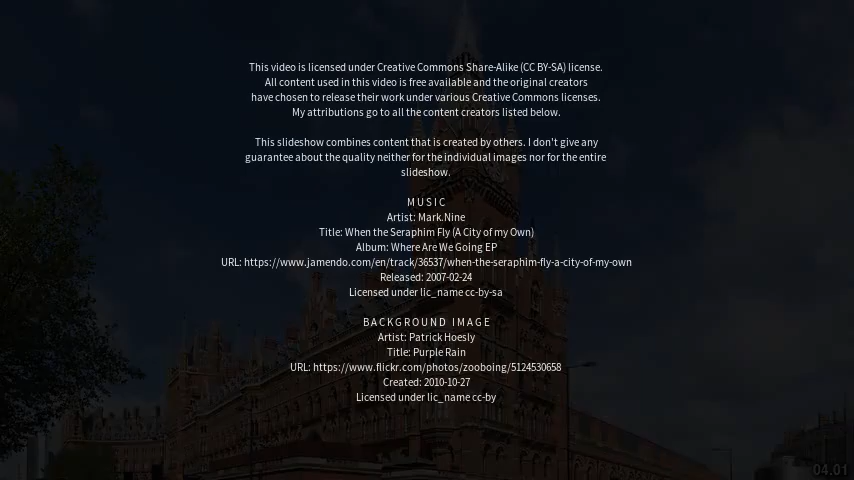 This video is licensed under Creative Commons Share-Alike (CC BY-SA) license.
All content used in this video is free available and the original creators
have chosen to release their work under various Creative Commons licenses.
My attributions go to all the content creators listed below.
This slideshow combines content that is created by others. I don't give any
guarantee about the quality neither for the individual images nor for the entire
slideshow.
MUSIC
Artist: Mark.Nine
Title: When the Seraphim Fly (A City of my Own)
Album: Where Are We Going EP
URL: https://www.jamendo.com/en/track/36537/when-the-seraphim-fly-a-city-of-my-own
Released: 2007-02-24
Licensed under lic_name cc-by-sa
BACKGROUND IMAGE
Artist: Patrick Hoesly
Title: Purple Rain
URL: https://www.flickr.com/photos/zooboing/5124530658
Created: 2010-10-27
Licensed under lic_name cc-by
04.01